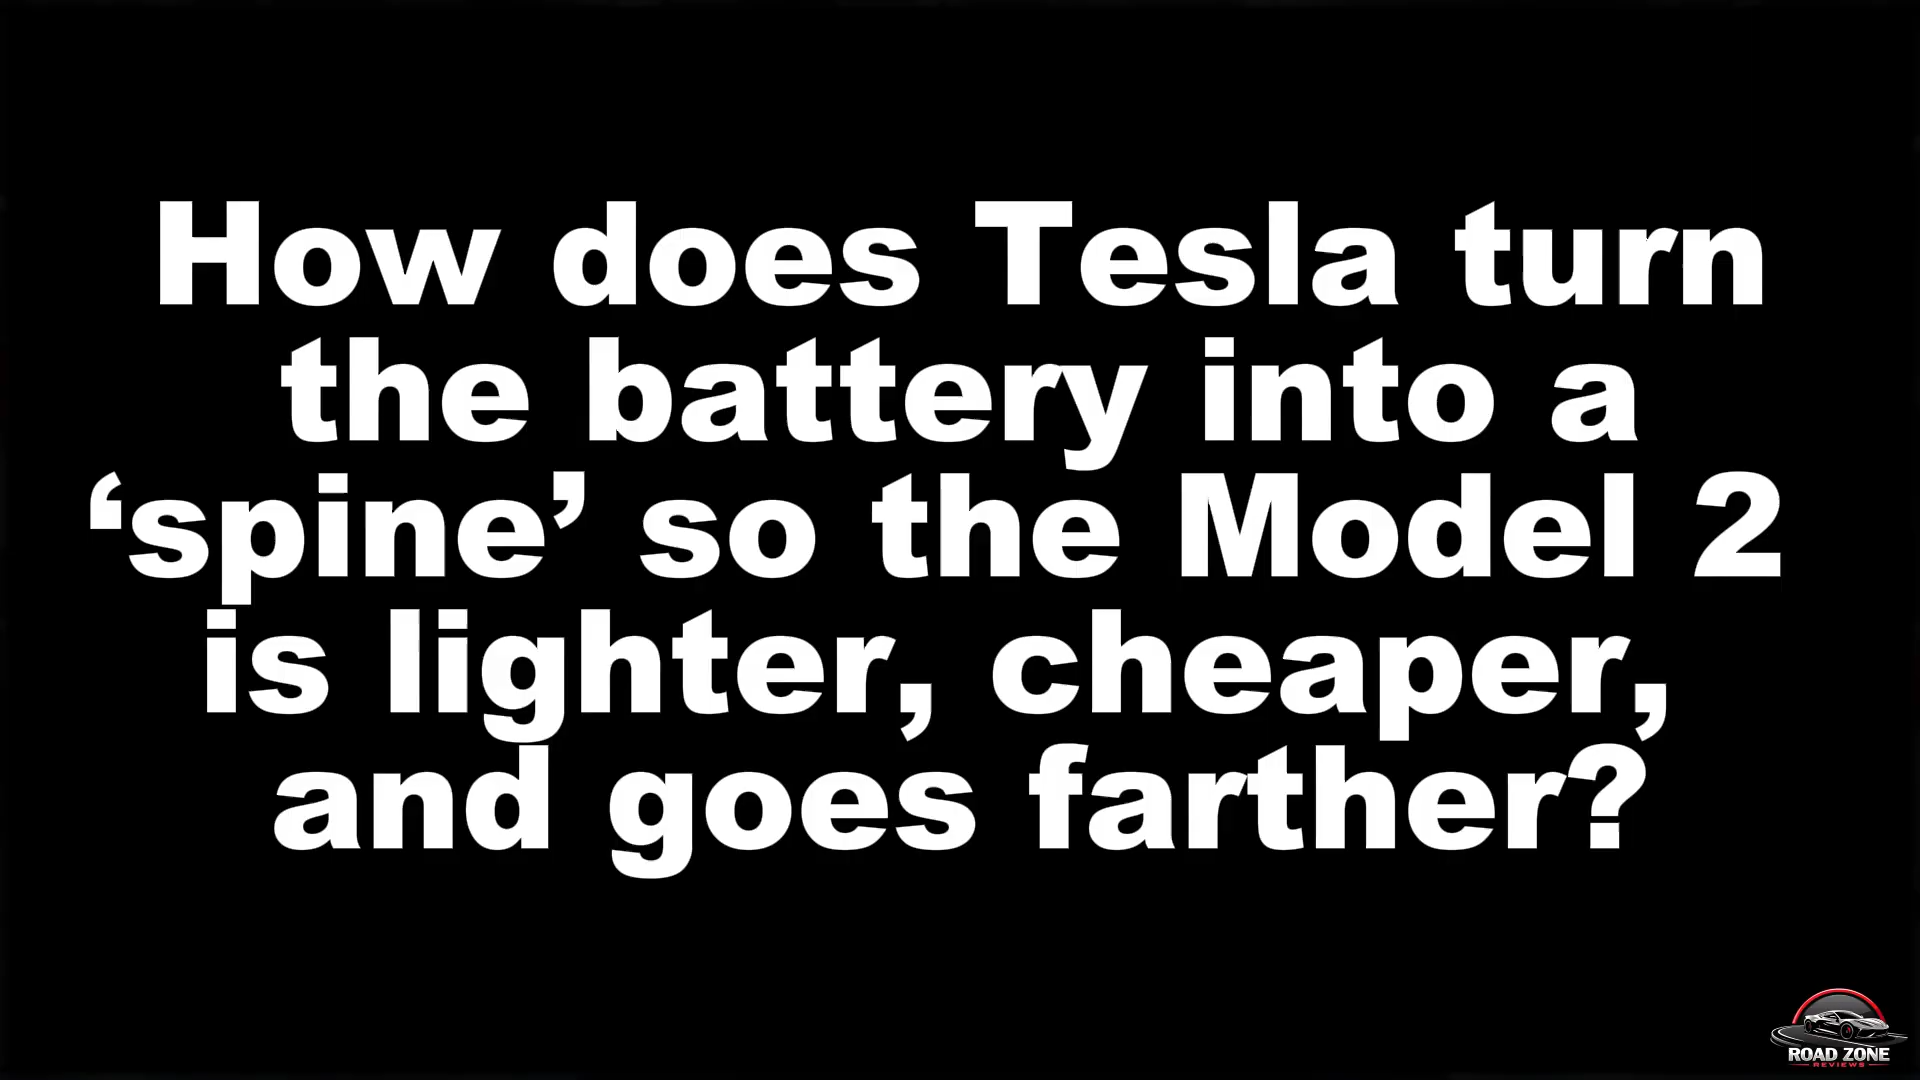 How does Tesla turn
the battery into a
‘spine’ so the Model 2
is lighter, cheaper,
and goes farther?
ROAD ZONE
REVIEWS